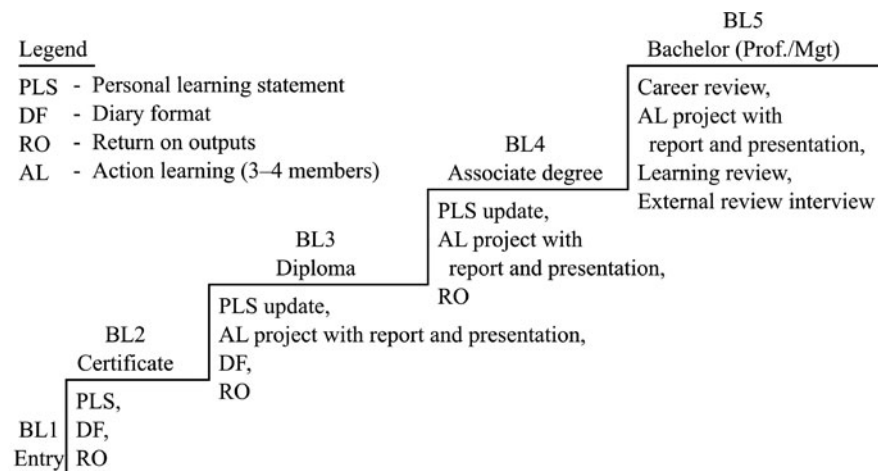 Legend
PLS - Personal learning statement
DF - Diary format
RO - Return on outputs
AL - Action learning (3–4 members)
BL5
Bachelor (Prof./Mgt)
Career review,
AL project with
report and presentation,
Learning review,
External review interview
BL4
Associate degree
PLS update,
AL project with
report and presentation,
RO
BL3
Diploma
PLS update,
AL project with report and presentation,
DF,
RO
BL2
Certificate
PLS,
DF,
RO
BL1
Entry